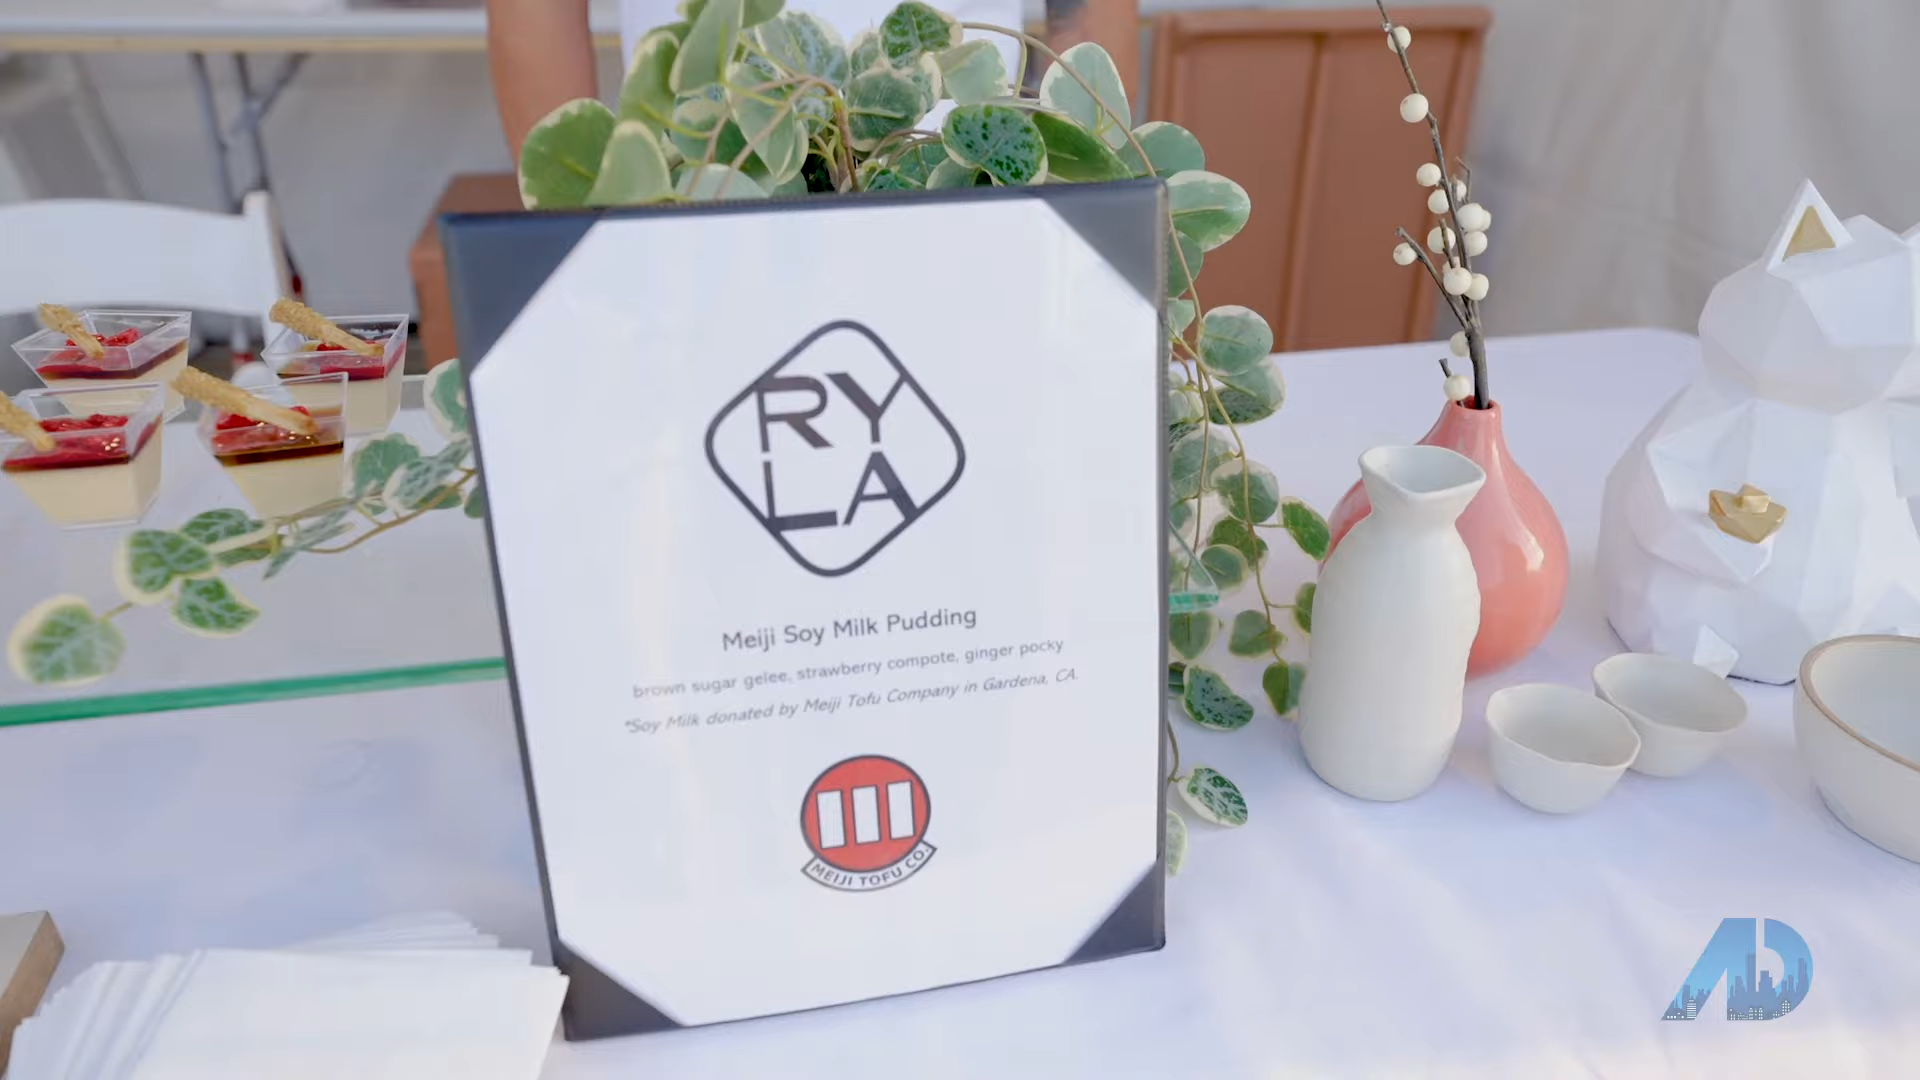 RY
LA
Meiji Soy Milk Pudding
brown sugar gelee, strawberry compote, ginger pocky
*Soy Milk donated by Meiji Tofu Company in Gardena, CA.
MEIJI TOFU CO.
AD